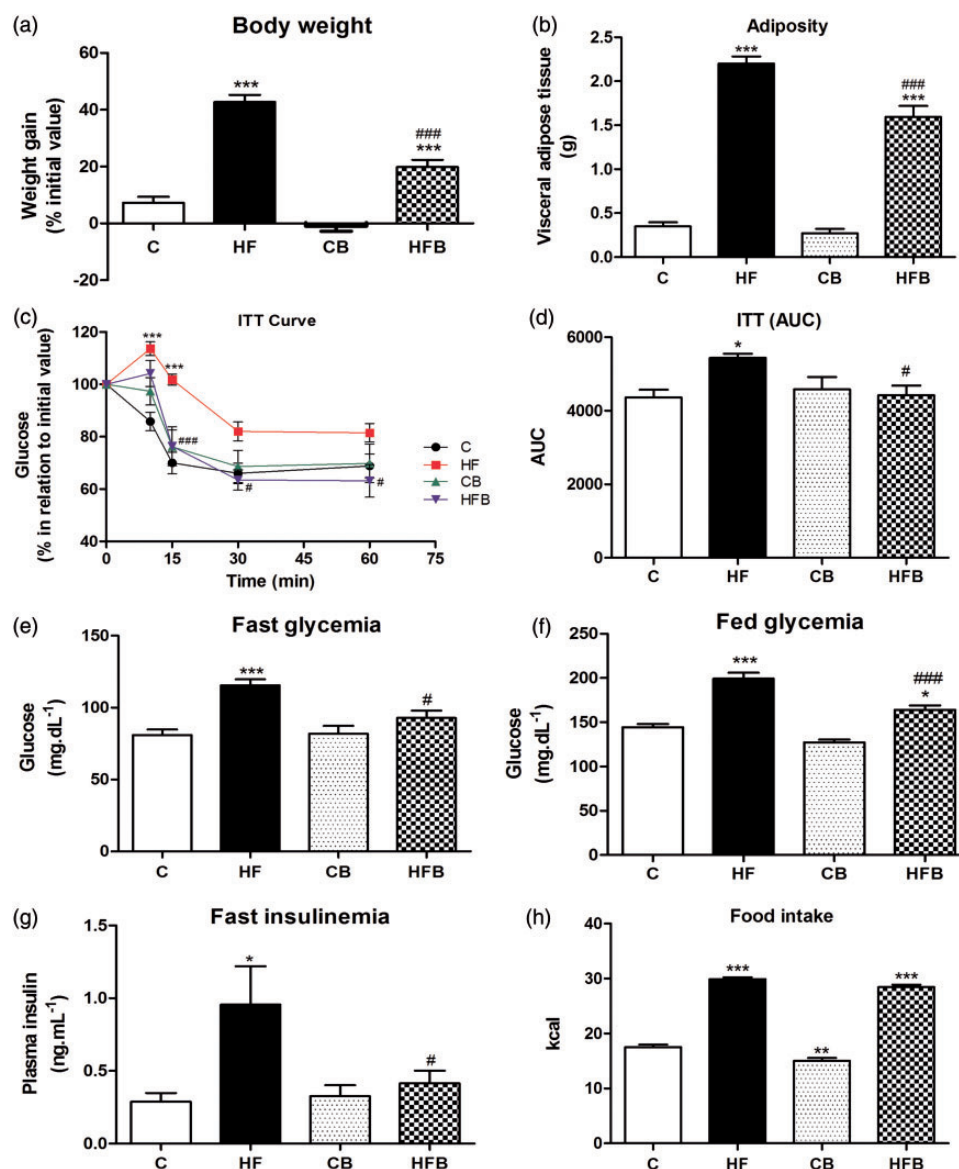 (a)
Body weight
Weight gain
(% initial value)
60
40
20
0
-20
***
###
***
C HF CB HFB
(b)
Adiposity
Visceral adipose tissue
(g)
2.5
2.0
1.5
1.0
0.5
0.0
***
###
***
C HF CB HFB
(c)
ITT Curve
Glucose
(% in relation to initial value)
120
100
80
60
40
***
***
###
#
#
C
HF
CB
HFB
0 15 30 45 60 75
Time (min)
(d)
ITT (AUC)
AUC
6000
4000
2000
0
*
#
C HF CB HFB
(e)
Fast glycemia
Glucose
(mg.dL⁻¹)
150
100
50
0
***
#
C HF CB HFB
(f)
Fed glycemia
Glucose
(mg.dL⁻¹)
250
200
150
100
50
0
***
###
*
C HF CB HFB
(g)
Fast insulinemia
Plasma insulin
(ng.mL⁻¹)
1.5
1.0
0.5
0.0
*
#
C HF CB HFB
(h)
Food intake
kcal
40
30
20
10
0
***
**
***
C HF CB HFB